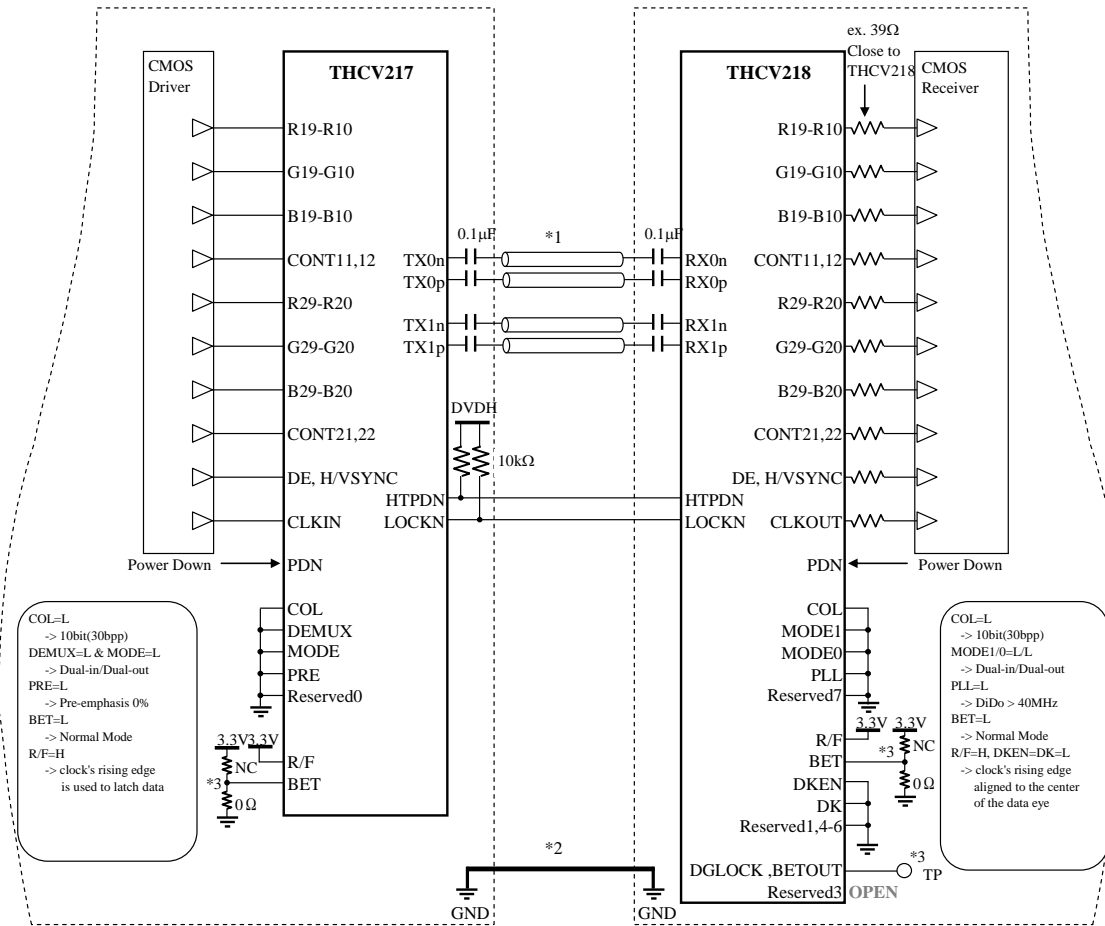 CMOS
Driver
THCV217
R19-R10
G19-G10
B19-B10
CONT11,12
R29-R20
G29-G20
B29-B20
CONT21,22
DE, H/VSYNC
CLKIN
Power Down
PDN
COL
DEMUX
MODE
PRE
Reserved0
3.3V
3.3V
NC
R/F
*3
BET
0Ω
TX0n
TX0p
TX1n
TX1p
HTPDN
LOCKN
0.1μF
*1
0.1μF
DVDH
10kΩ
*2
GND
GND
THCV218
RX0n
RX0p
RX1n
RX1p
HTPDN
LOCKN
ex. 39Ω
Close to
THCV218
CMOS
Receiver
R19-R10
G19-G10
B19-B10
CONT11,12
R29-R20
G29-G20
B29-B20
CONT21,22
DE, H/VSYNC
CLKOUT
PDN
Power Down
COL
MODE1
MODE0
PLL
Reserved7
3.3V
3.3V
R/F
NC
*3
BET
0Ω
DKEN
DK
Reserved1,4-6
DGLOCK ,BETOUT
*3
TP
Reserved3
OPEN
COL=L
-> 10bit(30bpp)
DEMUX=L & MODE=L
-> Dual-in/Dual-out
PRE=L
-> Pre-emphasis 0%
BET=L
-> Normal Mode
R/F=H
-> clock's rising edge
is used to latch data
COL=L
-> 10bit(30bpp)
MODE1/0=L/L
-> Dual-in/Dual-out
PLL=L
-> DiDo > 40MHz
BET=L
-> Normal Mode
R/F=H, DKEN=DK=L
-> clock's rising edge
aligned to the center
of the data eye